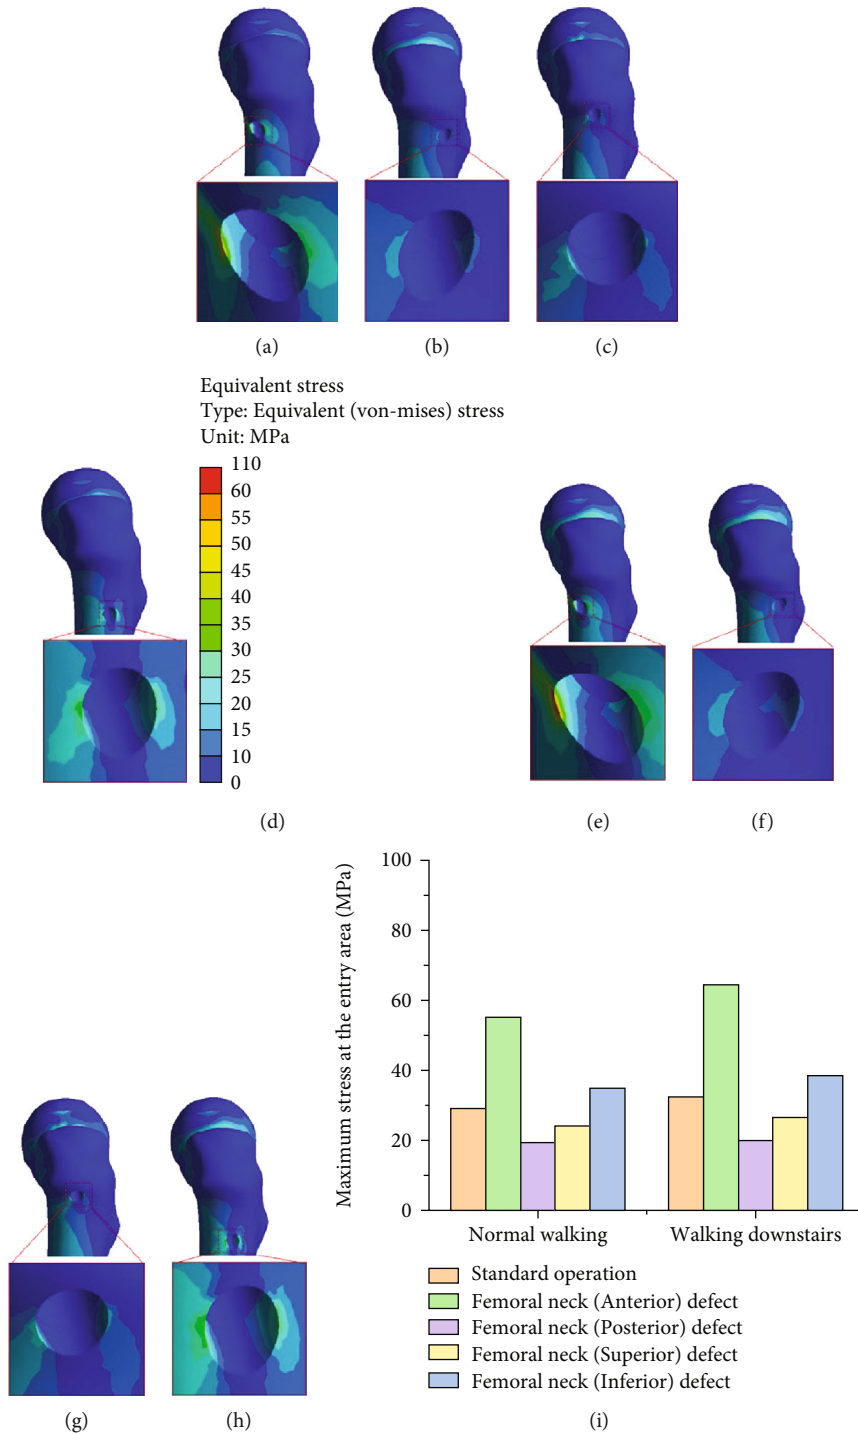 (a)
(b)
(c)
Equivalent stress
Type: Equivalent (von-mises) stress
Unit: MPa
110
60
55
50
45
40
35
30
25
20
15
10
0
(d)
(e)
(f)
Maximum stress at the entry area (MPa)
100
80
60
40
20
0
Normal walking
Walking downstairs
Standard operation
Femoral neck (Anterior) defect
Femoral neck (Posterior) defect
Femoral neck (Superior) defect
Femoral neck (Inferior) defect
(g)
(h)
(i)